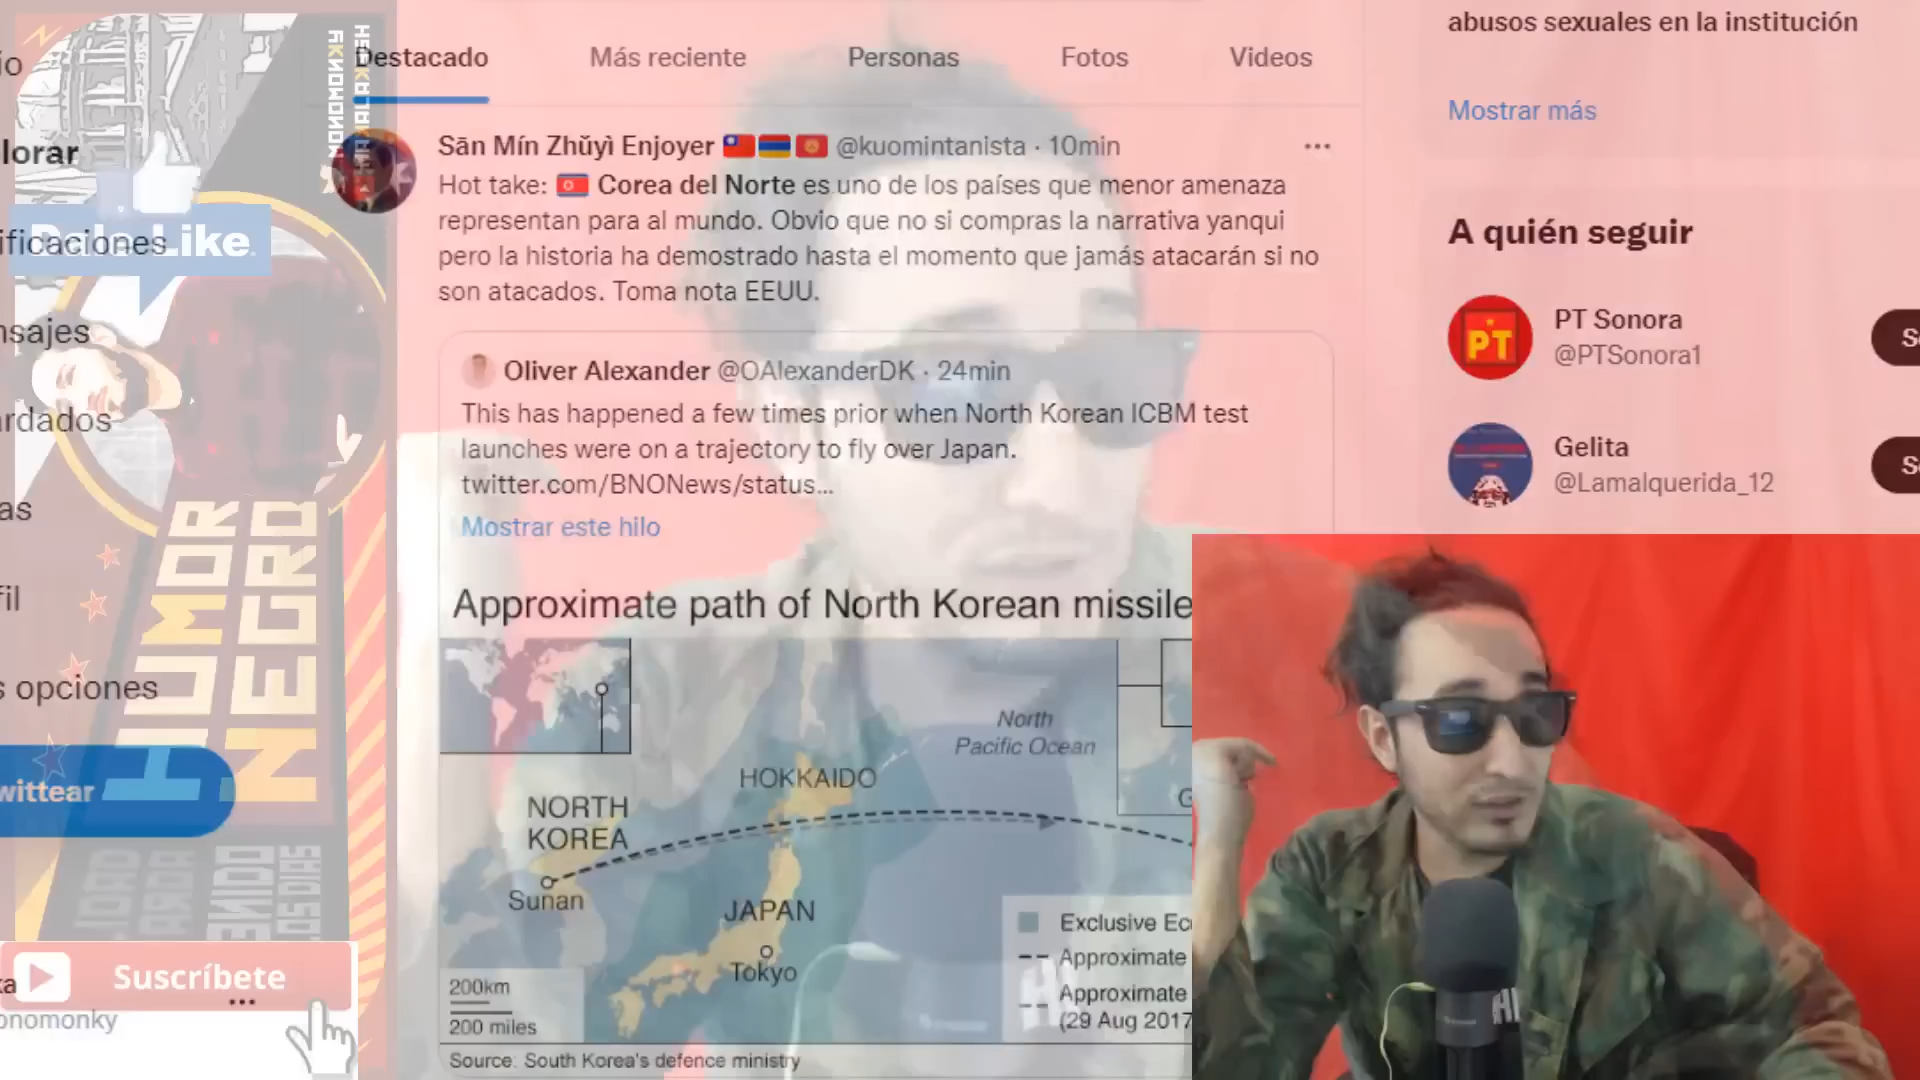 Destacado
Más reciente
Personas
Fotos
Videos
abusos sexuales en la institución
Mostrar más
lorar
Sān Mín Zhǔyì Enjoyer @kuomintanista · 10min
Hot take: Corea del Norte es uno de los países que menor amenaza
representan para al mundo. Obvio que no si compras la narrativa yanqui
pero la historia ha demostrado hasta el momento que jamás atacarán si no
son atacados. Toma nota EEUU.
Dale Like.
ificaciones
nsajes
ardados
as
fil
s opciones
wittear
A quién seguir
PT
PT Sonora
@PTSonora1
Gelita
@Lamalquerida_12
Oliver Alexander @OAlexanderDK · 24min
This has happened a few times prior when North Korean ICBM test
launches were on a trajectory to fly over Japan.
twitter.com/BNONews/status...
Mostrar este hilo
Approximate path of North Korean missile
North
Pacific Ocean
HOKKAIDO
NORTH
KOREA
Sunan
JAPAN
Tokyo
Exclusive Ec
Approximate
Approximate
(29 Aug 2017
200km
200 miles
Source: South Korea's defence ministry
HUMOR
NEGRO
Suscríbete
onomonky